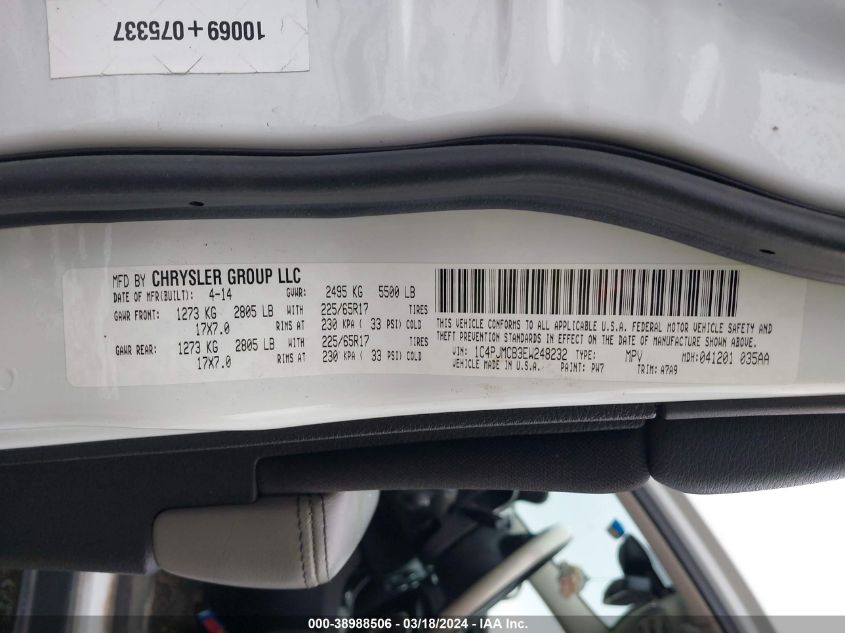 10069+075337
MFD BY CHRYSLER GROUP LLC
DATE OF MFR(BUILT): 4-14 GVWR: 2495 KG 5500 LB
GAWR FRONT: 1273 KG 2805 LB WITH 225/65R17 TIRES
17X7.0 RIMS AT 230 KPA ( 33 PSI) COLD
GAWR REAR: 1273 KG 2805 LB WITH 225/65R17 TIRES
17X7.0 RIMS AT 230 KPA ( 33 PSI) COLD
THIS VEHICLE CONFORMS TO ALL APPLICABLE U.S.A. FEDERAL MOTOR VEHICLE SAFETY AND
THEFT PREVENTION STANDARDS IN EFFECT ON THE DATE OF MANUFACTURE SHOWN ABOVE.
VIN: 1C4PJMCB3EW248232 TYPE: MPV MDH: 041201 035AA
VEHICLE MADE IN U.S.A. PAINT: PW7 TRIM: A7A9
000-38988506 - 03/18/2024 - IAA Inc.